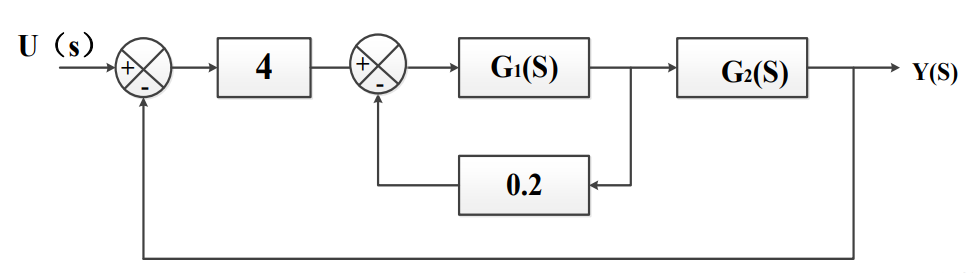 U（s）
+
-
4
+
-
G₁(S)
G₂(S)
Y(S)
0.2